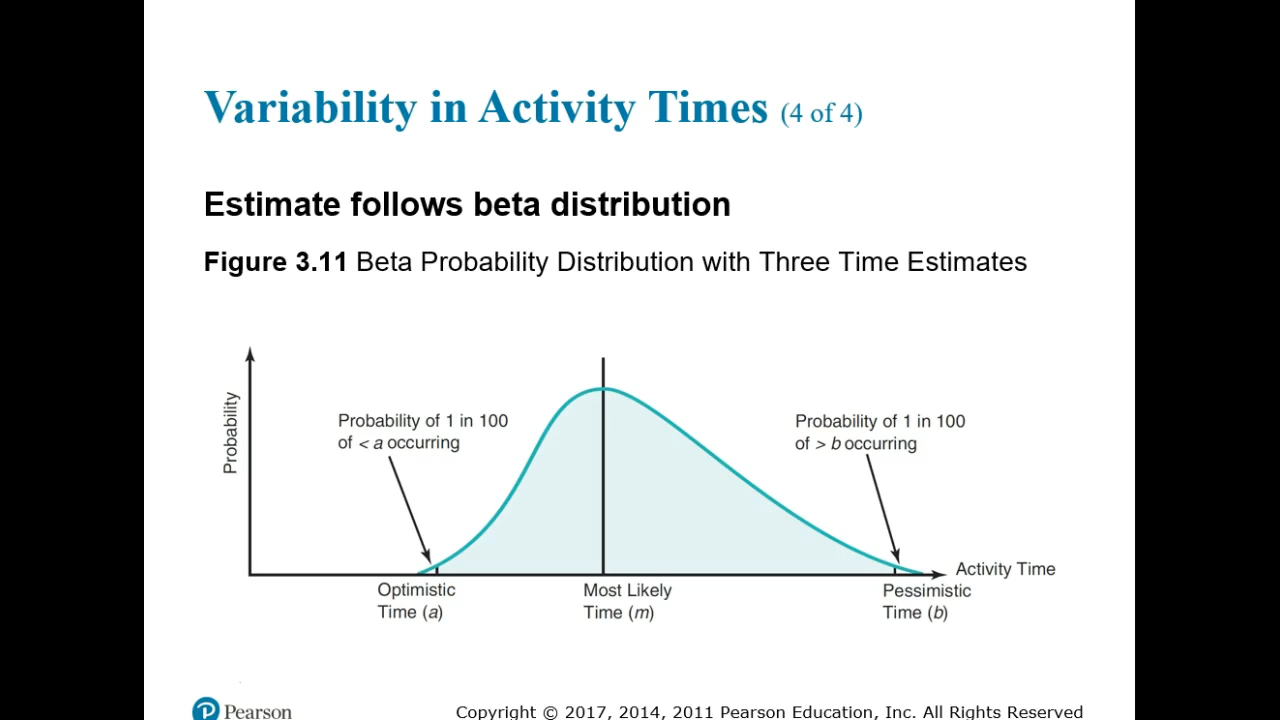 Variability in Activity Times (4 of 4)
Estimate follows beta distribution
Figure 3.11 Beta Probability Distribution with Three Time Estimates
Probability
Probability of 1 in 100
of < a occurring
Probability of 1 in 100
of > b occurring
Activity Time
Optimistic
Time (a)
Most Likely
Time (m)
Pessimistic
Time (b)
Pearson
Copyright © 2017, 2014, 2011 Pearson Education, Inc. All Rights Reserved